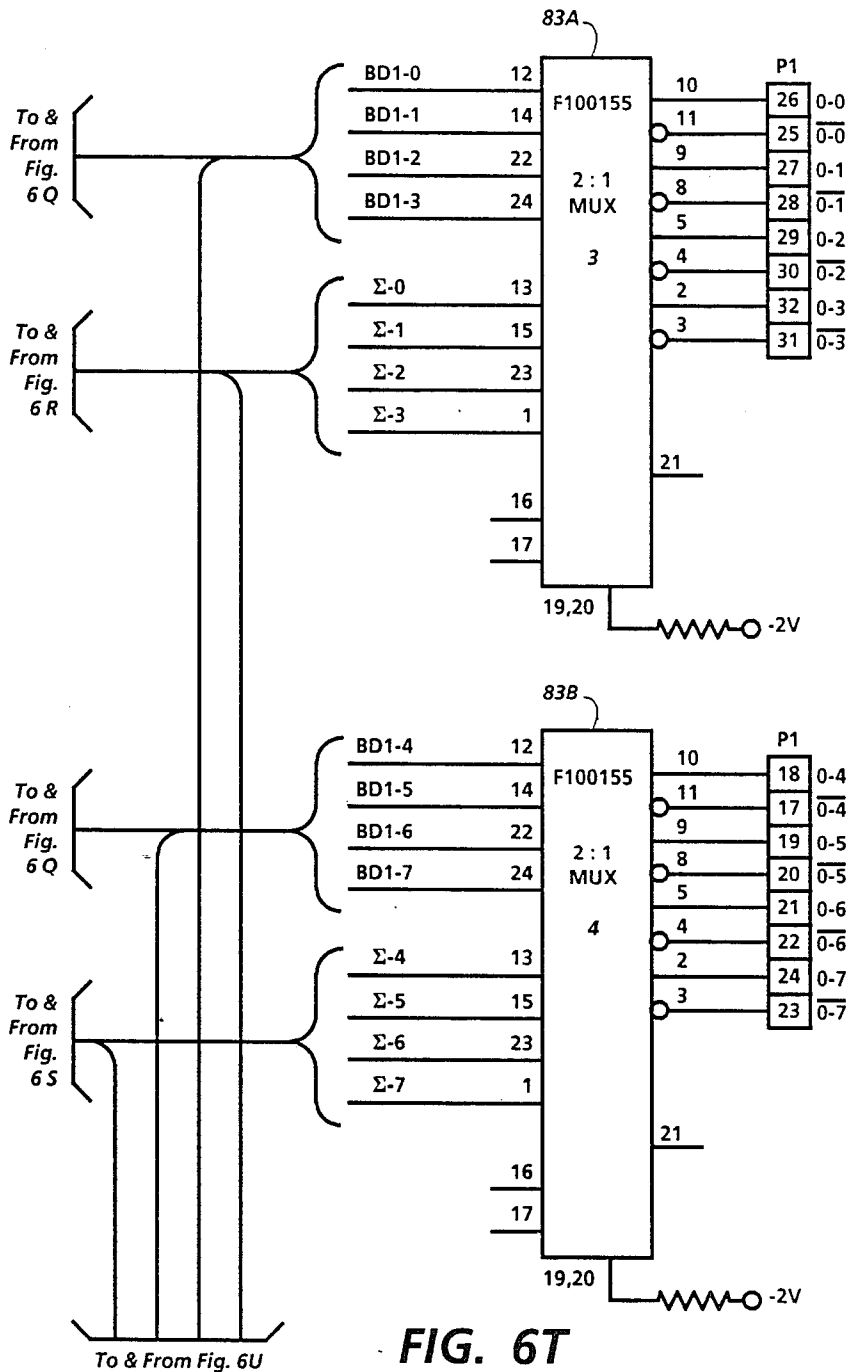 83A
P1
BD1-0 12
BD1-1 14
BD1-2 22
BD1-3 24
To &
From
Fig.
6 Q
F100155
2 : 1
MUX
3
10 26 0-0
11 25 0̅-̅0̅
9 27 0-1
8 28 0̅-̅1̅
5 29 0-2
4 30 0̅-̅2̅
2 32 0-3
3 31 0̅-̅3̅
Σ-0 13
Σ-1 15
Σ-2 23
Σ-3 1
To &
From
Fig.
6 R
21
16
17
19,20
-2V
83B
P1
BD1-4 12
BD1-5 14
BD1-6 22
BD1-7 24
To &
From
Fig.
6 Q
F100155
2 : 1
MUX
4
10 18 0-4
11 17 0̅-̅4̅
9 19 0-5
8 20 0̅-̅5̅
5 21 0-6
4 22 0̅-̅6̅
2 24 0-7
3 23 0̅-̅7̅
Σ-4 13
Σ-5 15
Σ-6 23
Σ-7 1
To &
From
Fig.
6 S
21
16
17
19,20
-2V
To & From Fig. 6U
FIG. 6T